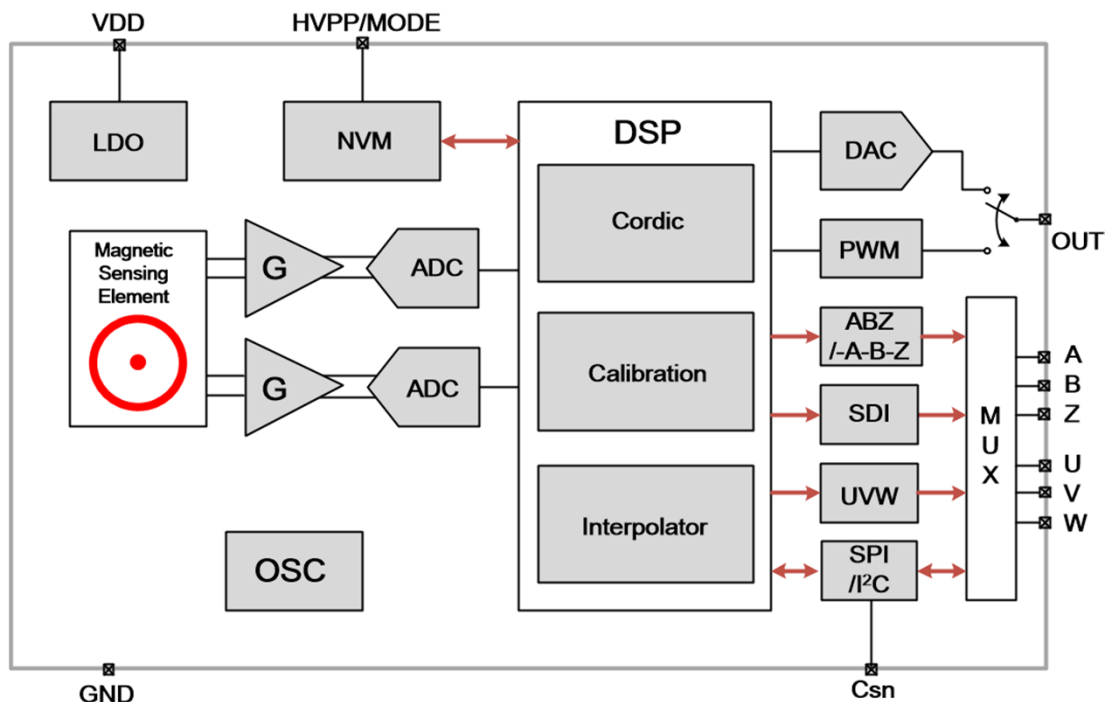 VDD
HVPP/MODE
LDO
NVM
DSP
DAC
Cordic
PWM
OUT
Magnetic
Sensing
Element
G
ADC
G
ADC
Calibration
Interpolator
OSC
ABZ
/-A-B-Z
SDI
UVW
SPI
/I²C
M
U
X
A
B
Z
U
V
W
GND
Csn